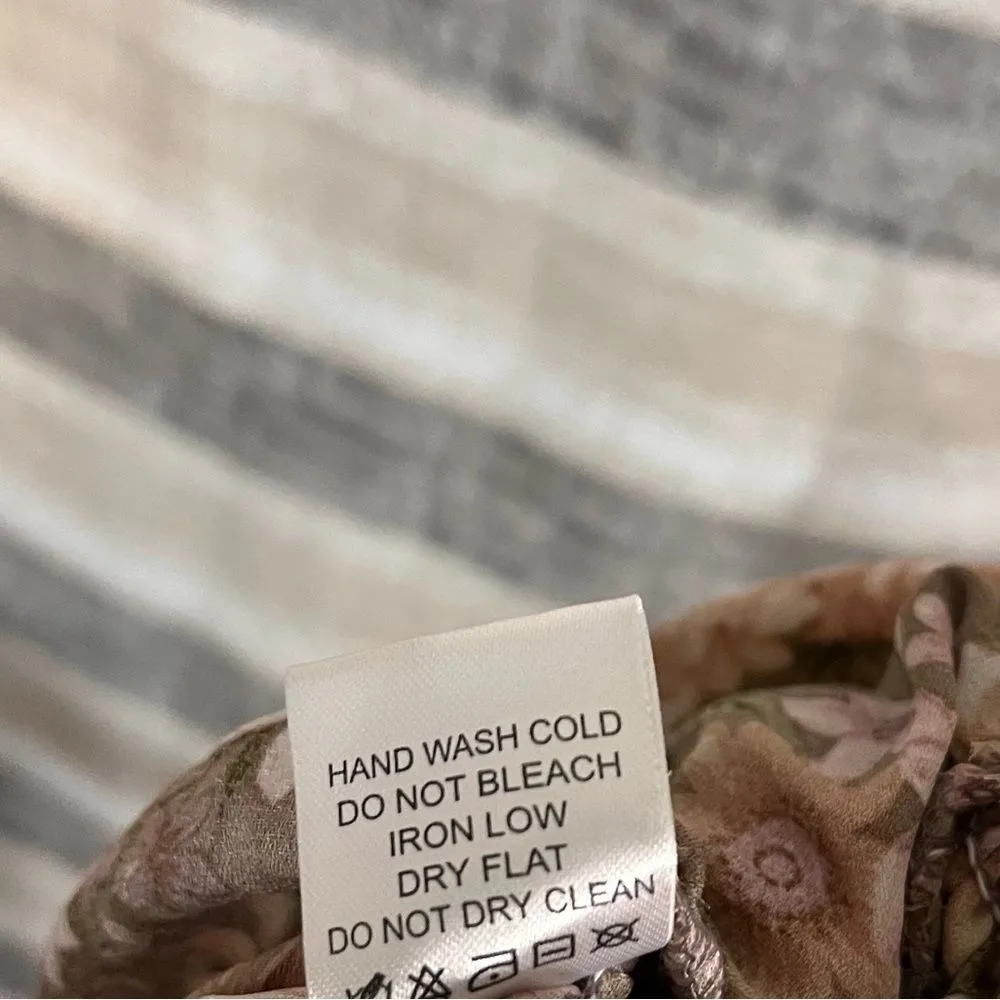 HAND WASH COLD
DO NOT BLEACH
IRON LOW
DRY FLAT
DO NOT DRY CLEAN